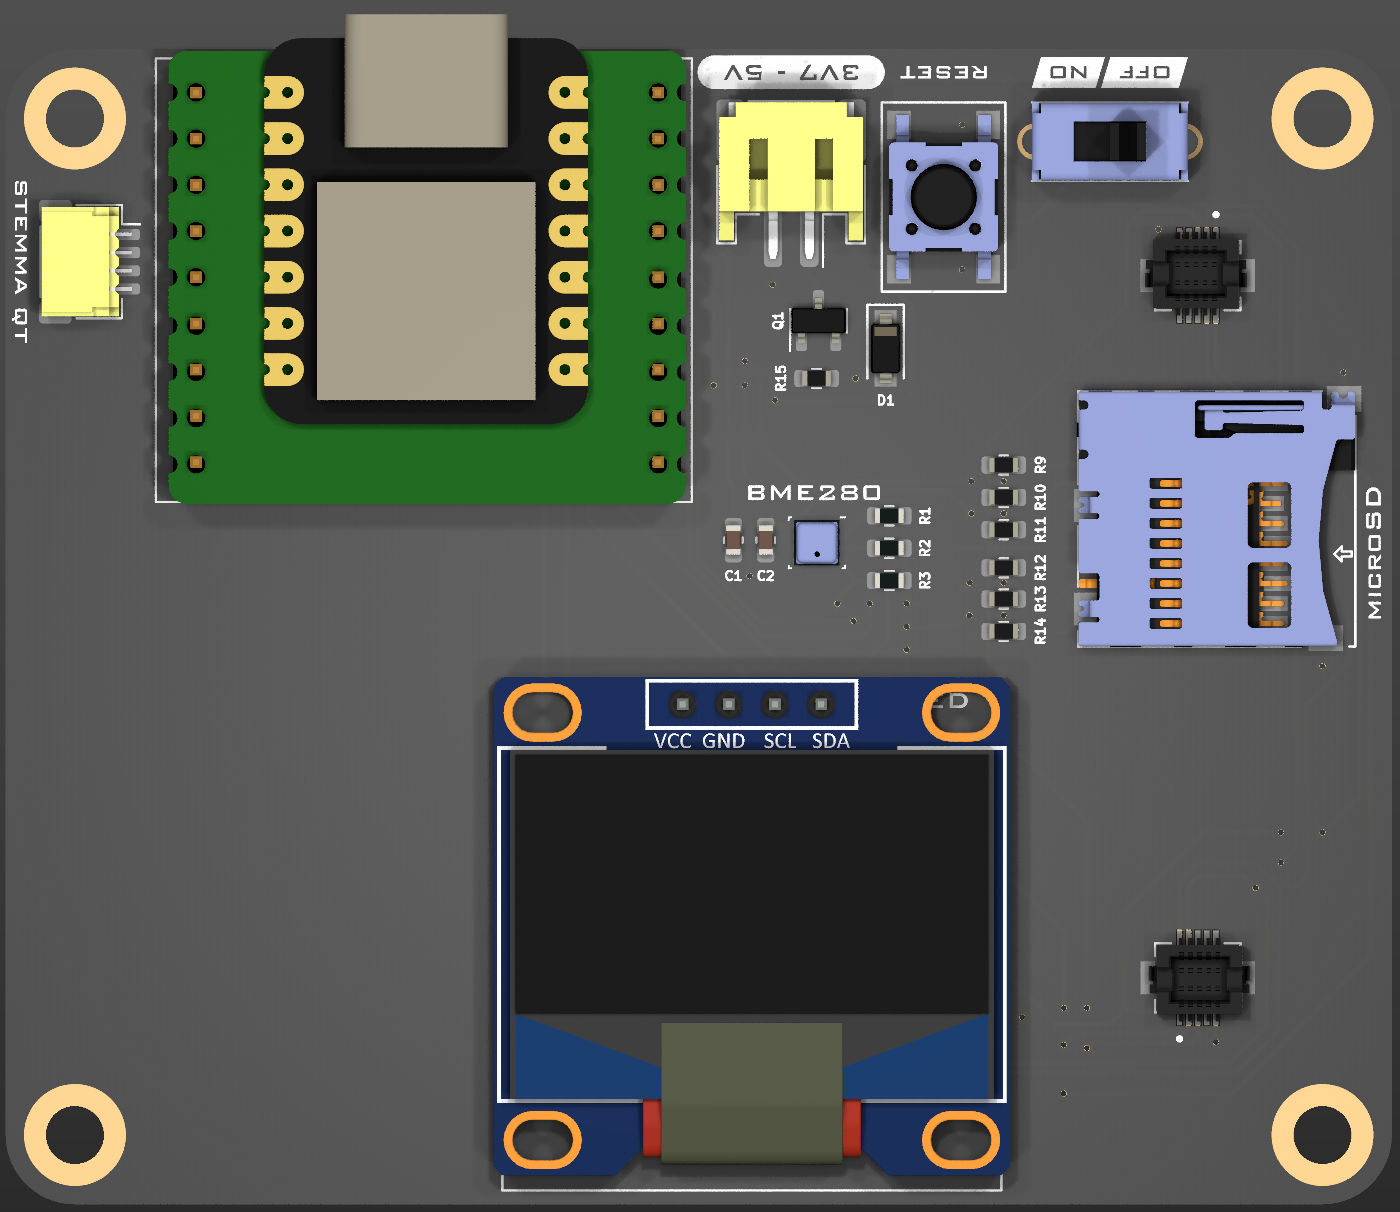 3V7 - 5V
RESET
ON
OFF
STEMMA QT
Q1
R15
D1
BME280
C1
C2
R1
R2
R3
R9
R10
R11
R12
R13
R14
MICROSD
VCC GND SCL SDA